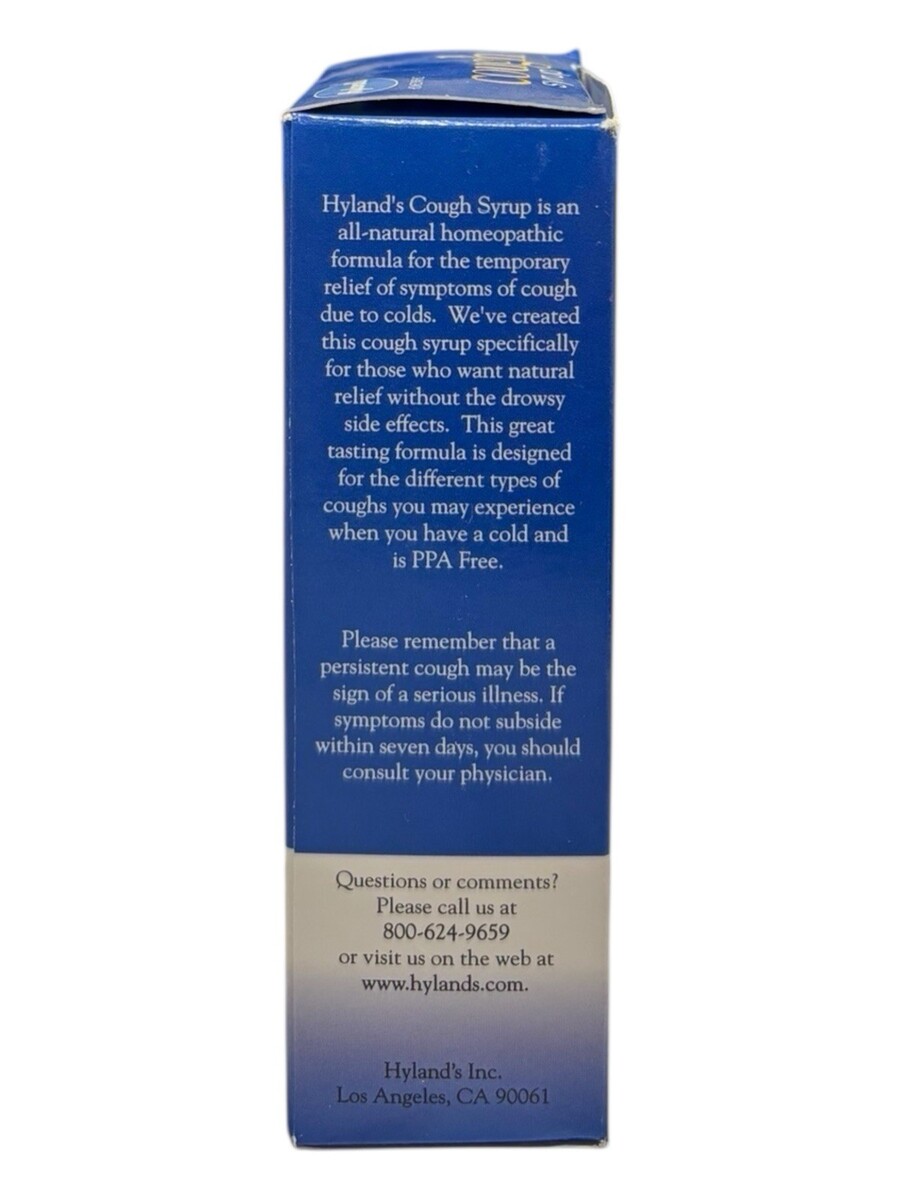 cough
syrup
Hyland's Cough Syrup is an
all-natural homeopathic
formula for the temporary
relief of symptoms of cough
due to colds.  We've created
this cough syrup specifically
for those who want natural
relief without the drowsy
side effects.  This great
tasting formula is designed
for the different types of
coughs you may experience
when you have a cold and
is PPA Free.
Please remember that a
persistent cough may be the
sign of a serious illness. If
symptoms do not subside
within seven days, you should
consult your physician.
Questions or comments?
Please call us at
800-624-9659
or visit us on the web at
www.hylands.com.
Hyland's Inc.
Los Angeles, CA 90061